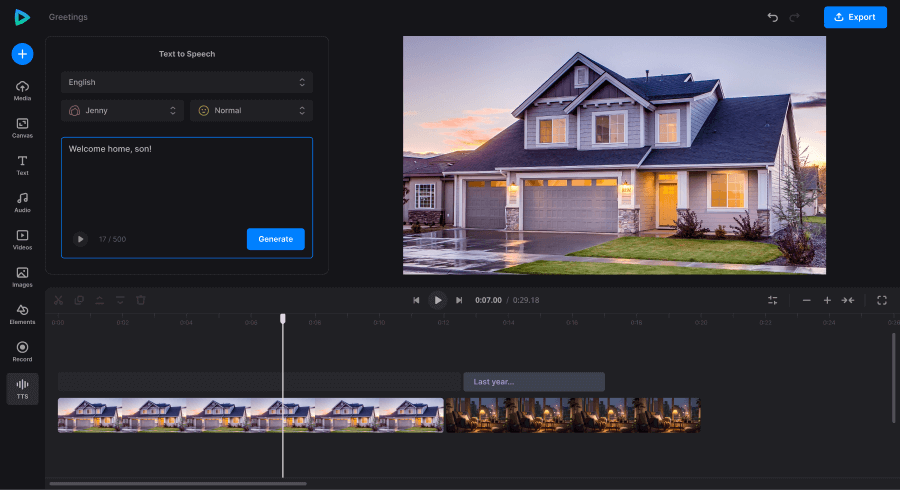 Greetings
Export
Text to Speech
English
Jenny
Normal
Welcome home, son!
17 / 500
Generate
Media
Canvas
Text
Audio
Videos
Images
Elements
Record
TTS
0:07.00 / 0:29.18
0:00 0:02 0:04 0:06 0:08 0:10 0:12 0:14 0:16 0:18 0:20 0:22 0:24
Last year...